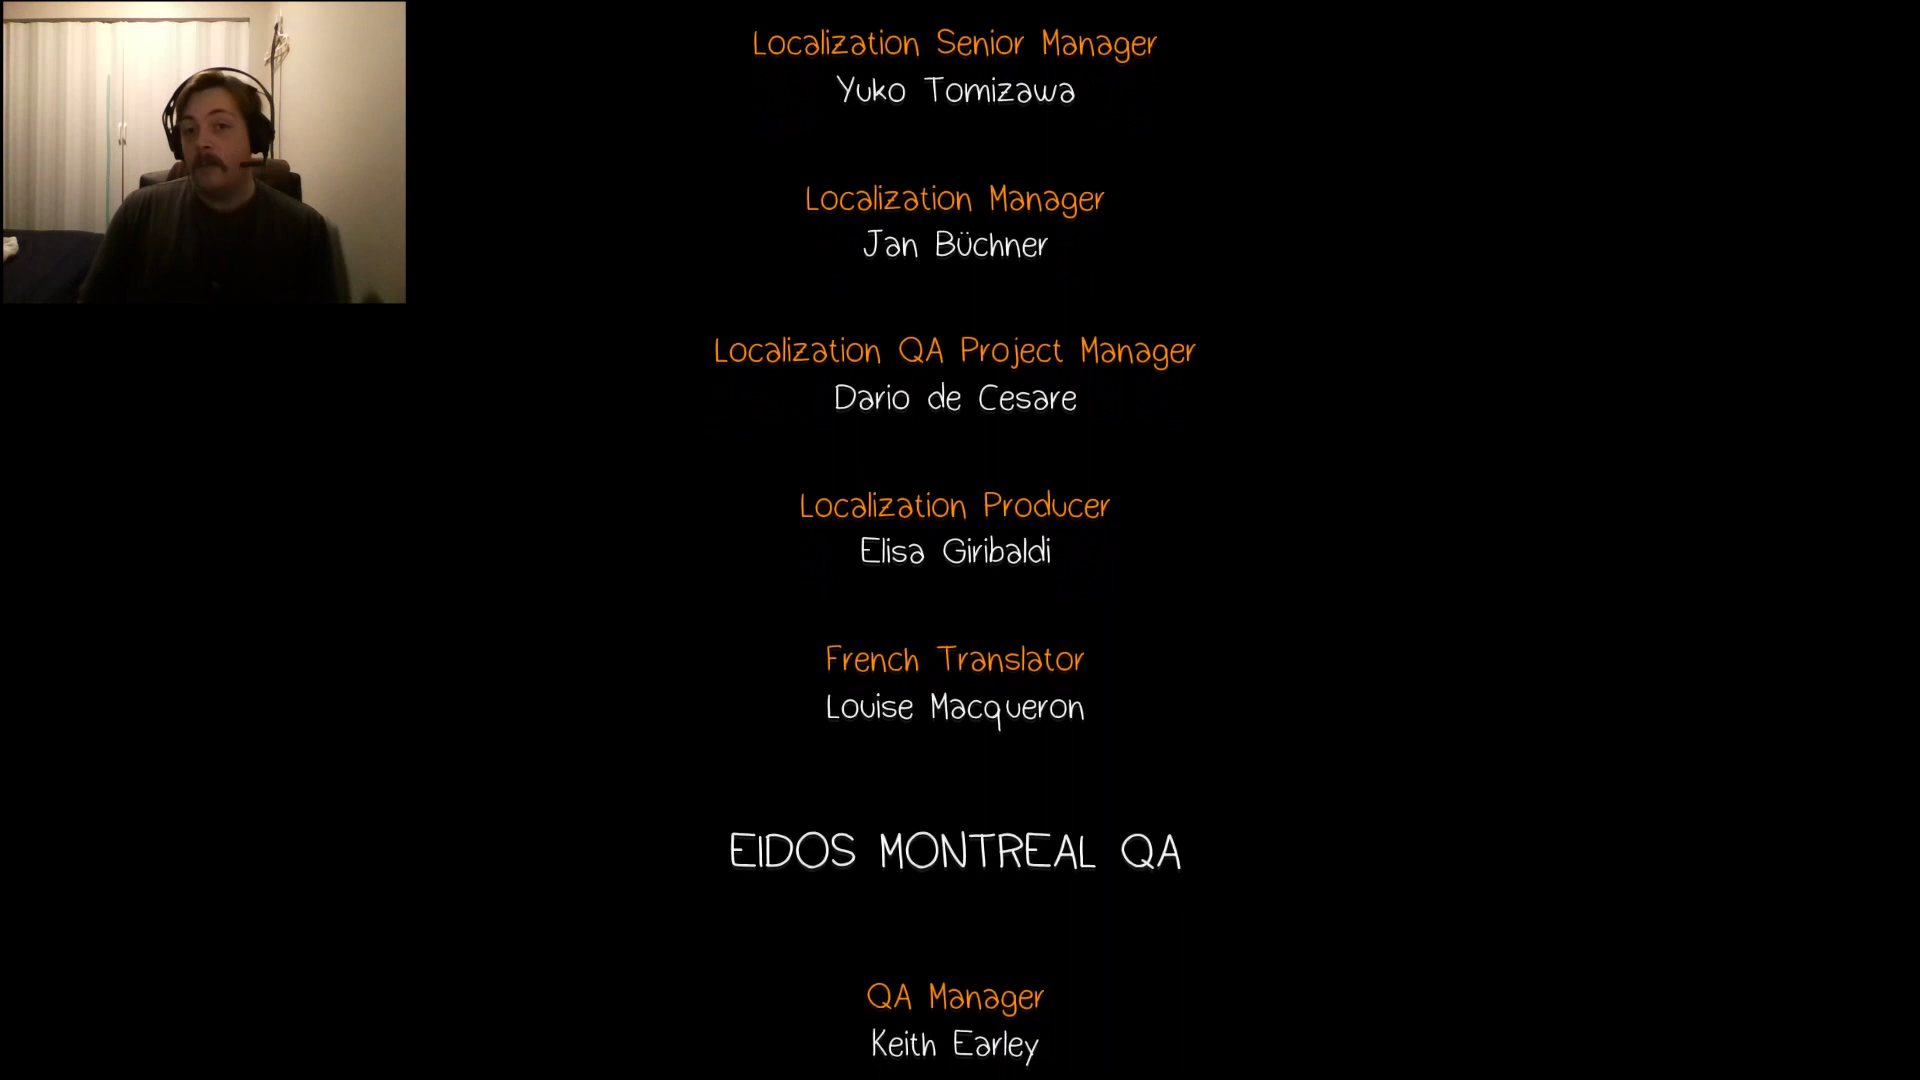 Localization Senior Manager
Yuko Tomizawa
Localization Manager
Jan Büchner
Localization QA Project Manager
Dario de Cesare
Localization Producer
Elisa Giribaldi
French Translator
Louise Macqueron
EIDOS MONTREAL QA
QA Manager
Keith Earley